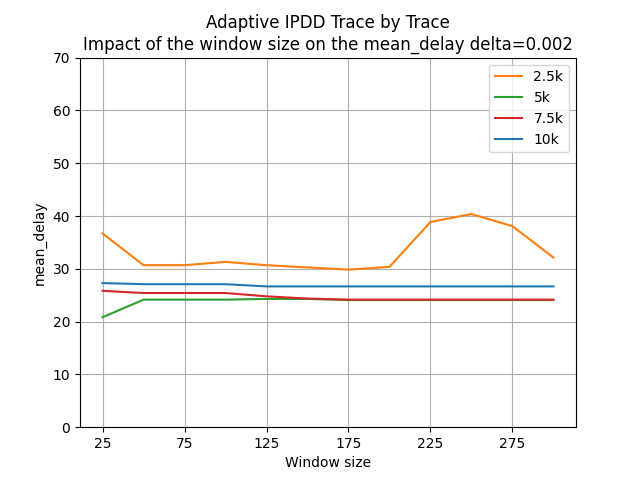 Adaptive IPDD Trace by Trace
Impact of the window size on the mean_delay delta=0.002
70
60
50
40
30
20
10
0
mean_delay
2.5k
5k
7.5k
10k
25 75 125 175 225 275
Window size